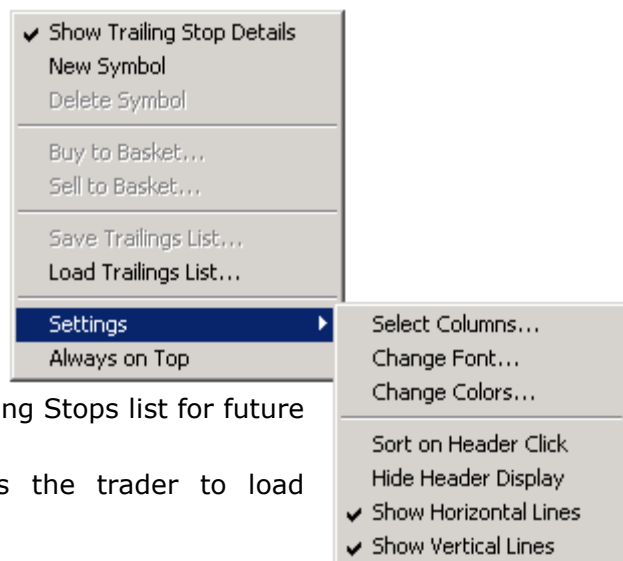 Show Trailing Stop Details
New Symbol
Delete Symbol
Buy to Basket...
Sell to Basket...
Save Trailings List...
Load Trailings List...
Settings
Always on Top
Select Columns...
Change Font...
Change Colors...
Sort on Header Click
Hide Header Display
Show Horizontal Lines
Show Vertical Lines
ng Stops list for future
s the trader to load